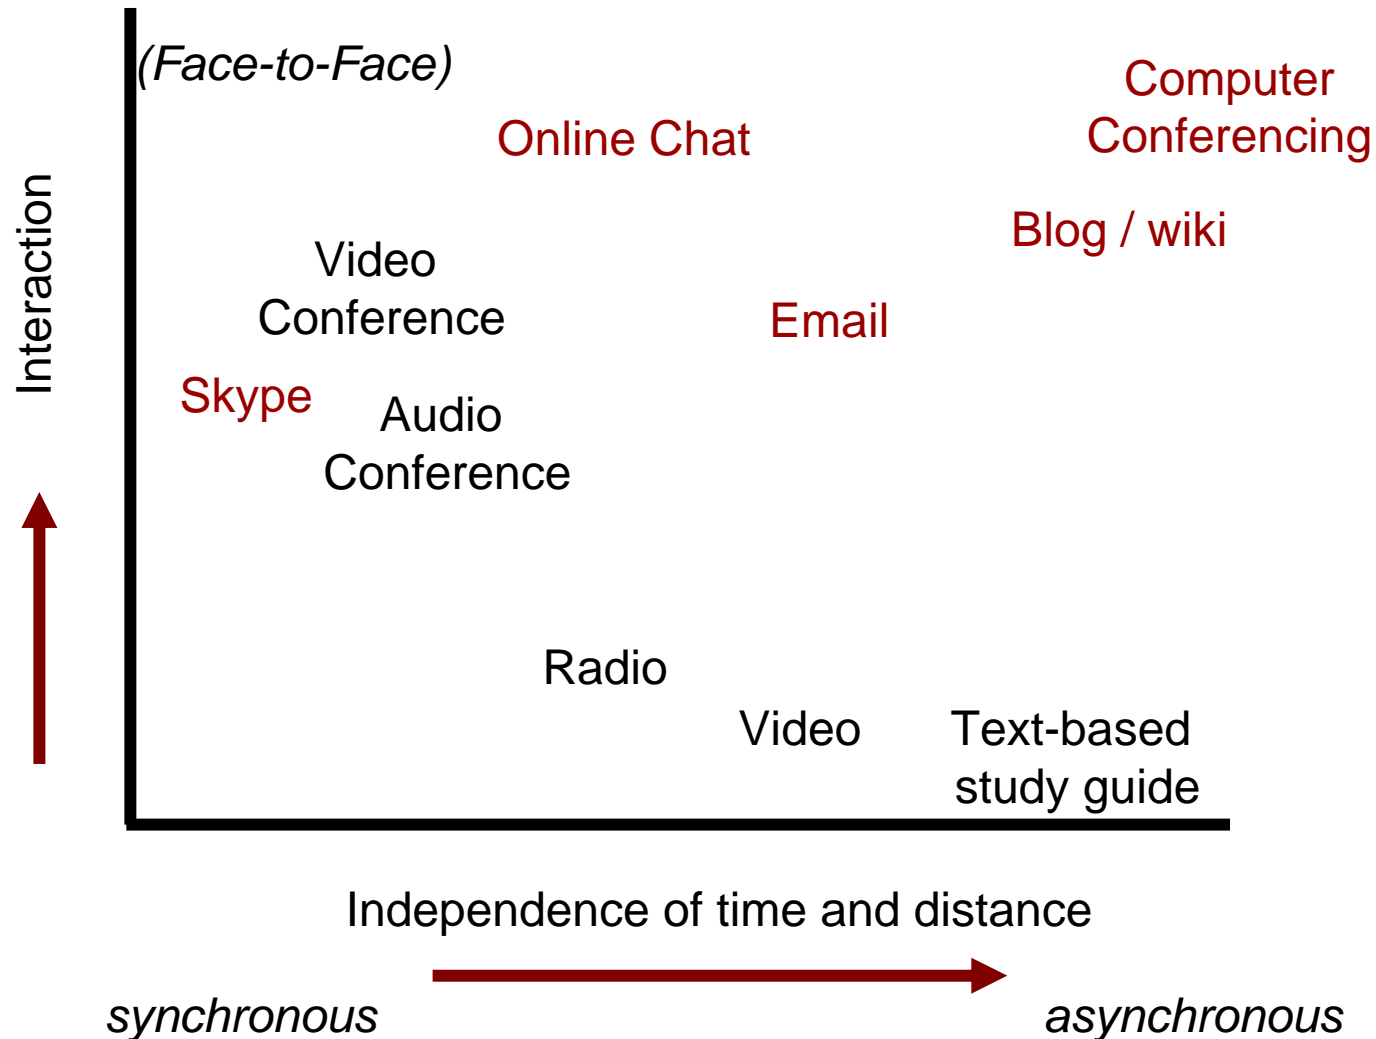 (Face-to-Face)
Computer
Conferencing
Online Chat
Blog / wiki
Video
Conference
Email
Interaction
Skype
Audio
Conference
Radio
Video
Text-based
study guide
Independence of time and distance
synchronous
asynchronous